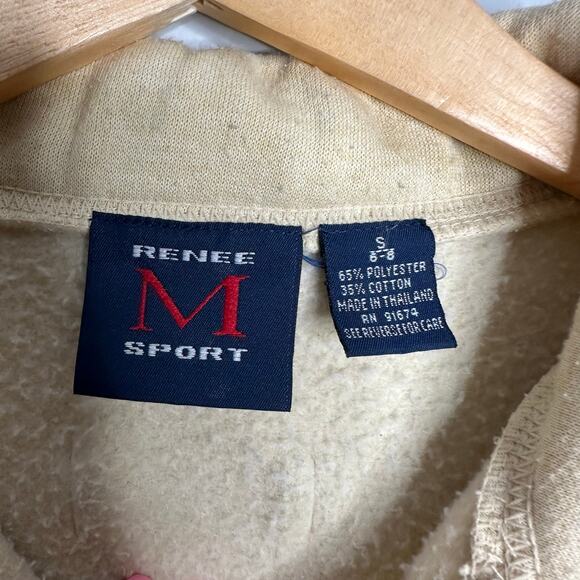 RENEE
M
SPORT
S
6-8
65% POLYESTER
35% COTTON
MADE IN THAILAND
RN 91674
SEE REVERSE FOR CARE